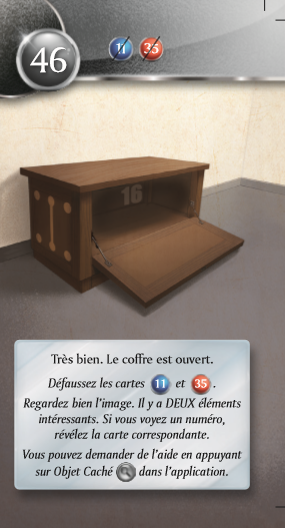 46
11 35
16
Très bien. Le coffre est ouvert.
Défaussez les cartes 11 et 35 .
Regardez bien l'image. Il y a DEUX éléments
intéressants. Si vous voyez un numéro,
révélez la carte correspondante.
Vous pouvez demander de l'aide en appuyant
sur Objet Caché dans l'application.